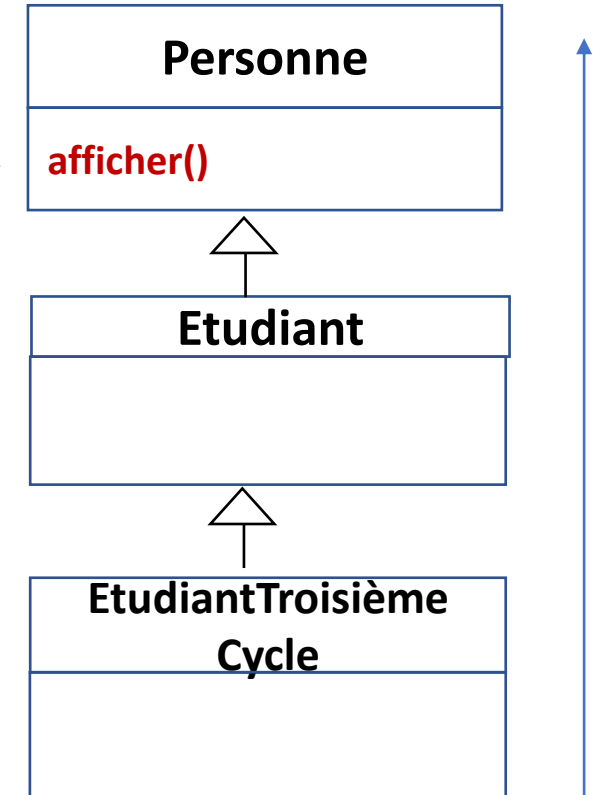 Personne
afficher()
Etudiant
EtudiantTroisième
Cycle